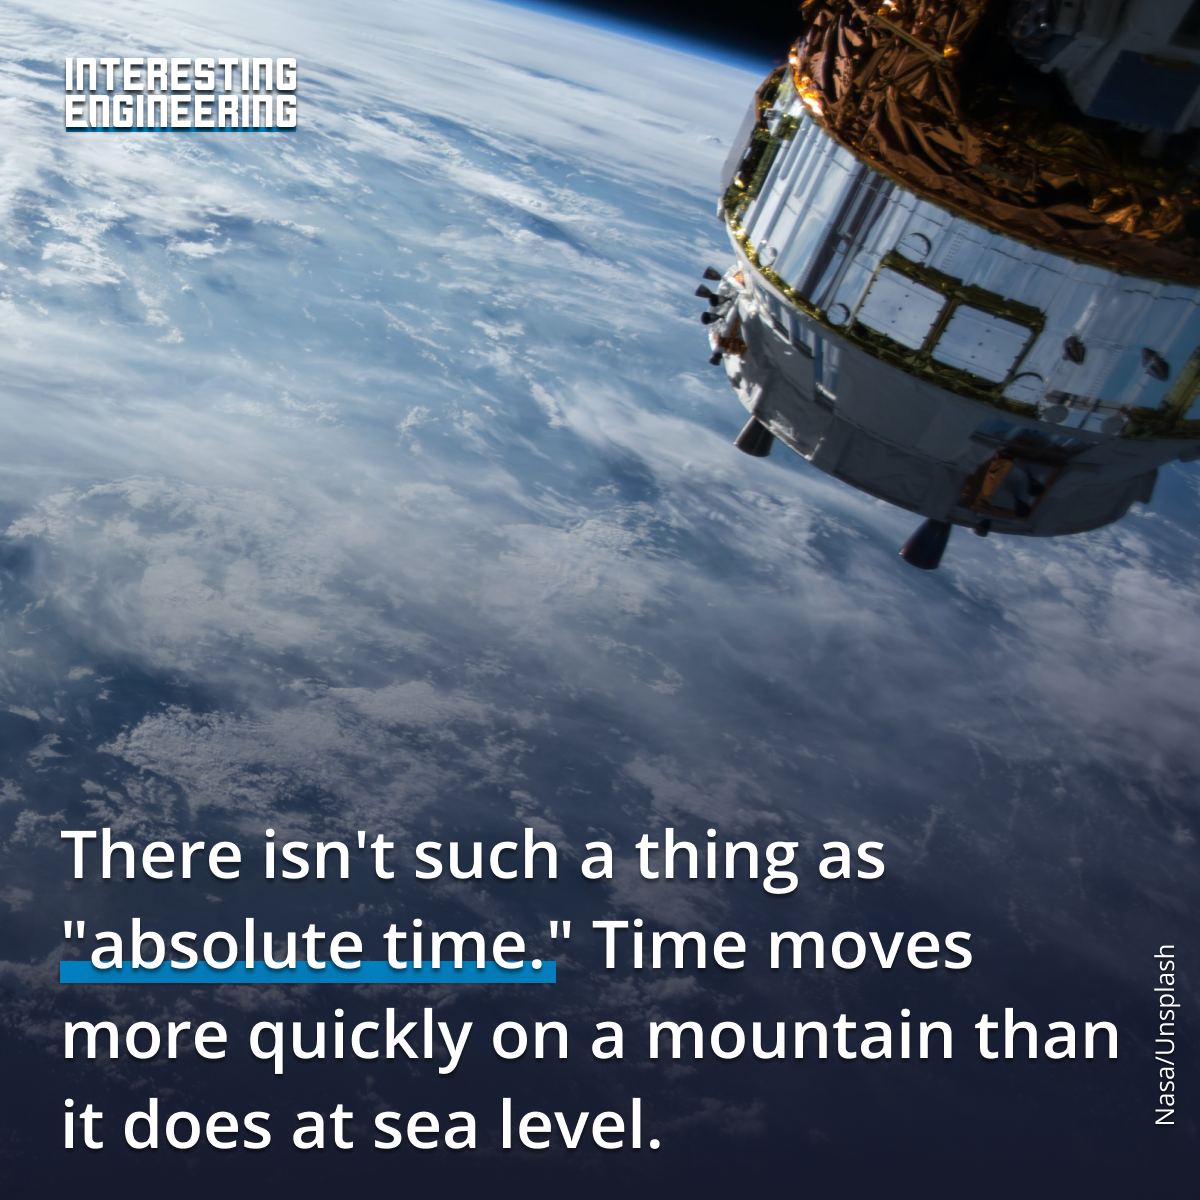 INTERESTING
ENGINEERING
There isn't such a thing as
"absolute time." Time moves
more quickly on a mountain than
it does at sea level.
Nasa/Unsplash